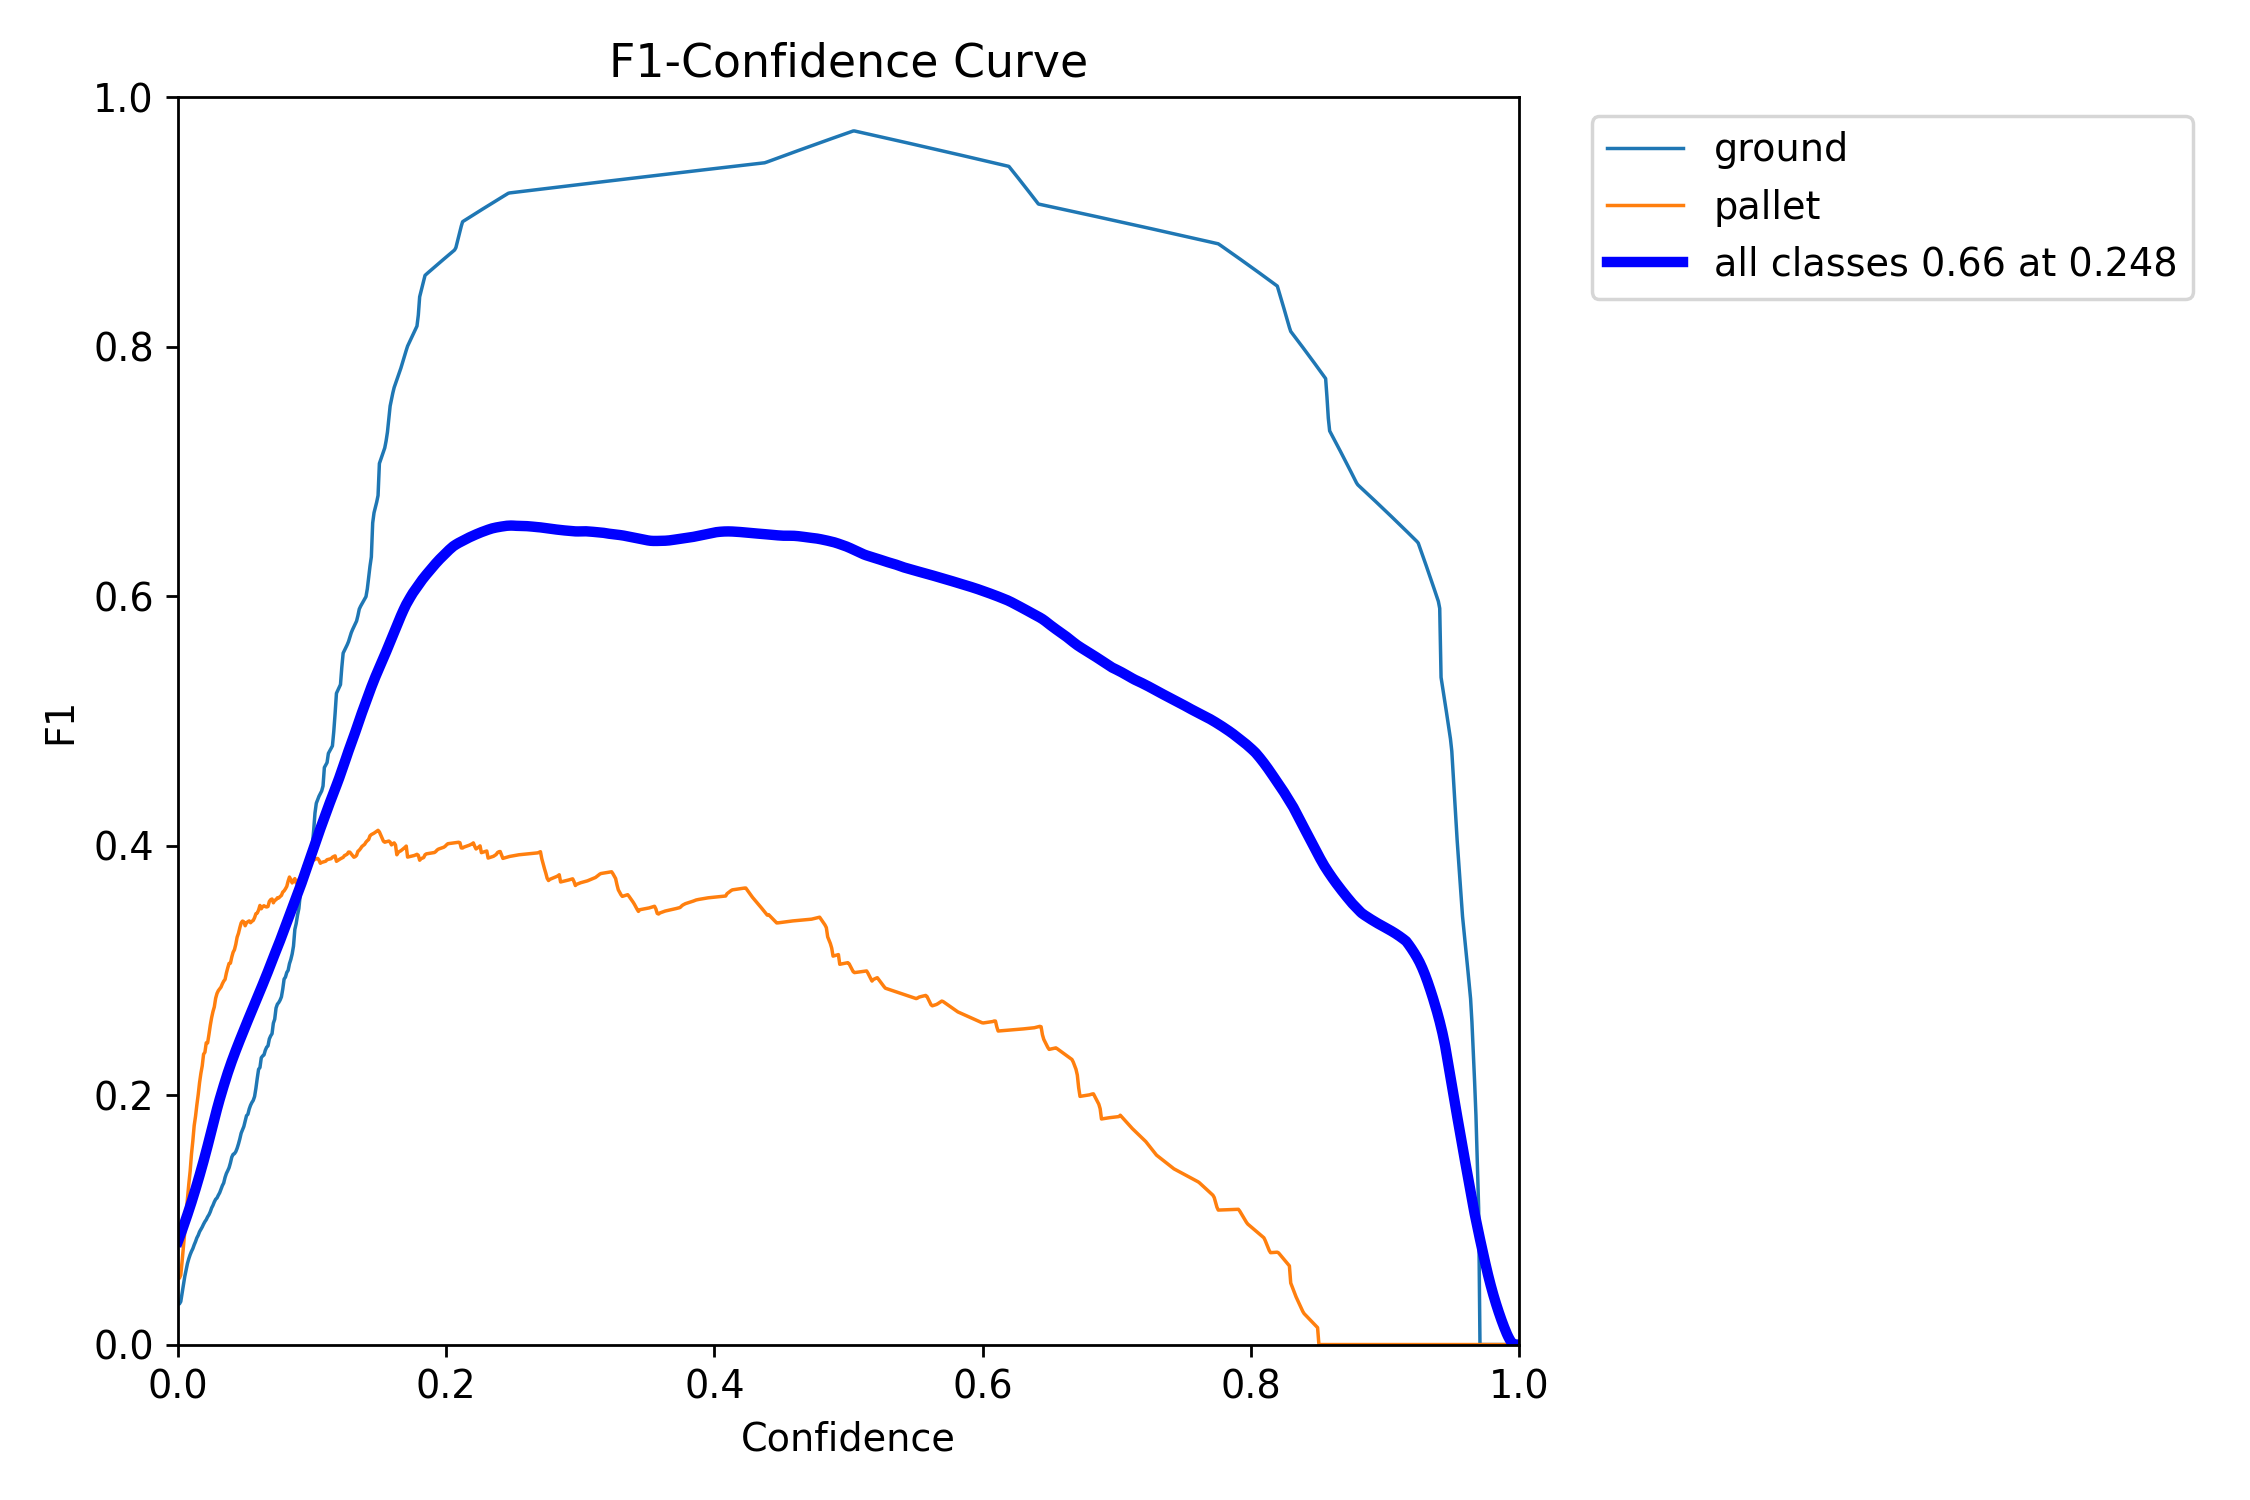 F1-Confidence Curve
1.0
0.8
0.6
0.4
0.2
0.0
F1
0.0 0.2 0.4 0.6 0.8 1.0
Confidence
ground
pallet
all classes 0.66 at 0.248